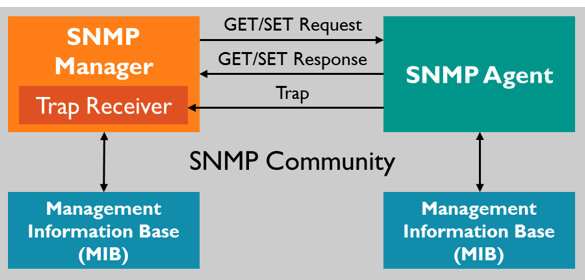 SNMP
Manager
Trap Receiver
GET/SET Request
GET/SET Response
Trap
SNMP Agent
SNMP Community
Management
Information Base
(MIB)
Management
Information Base
(MIB)